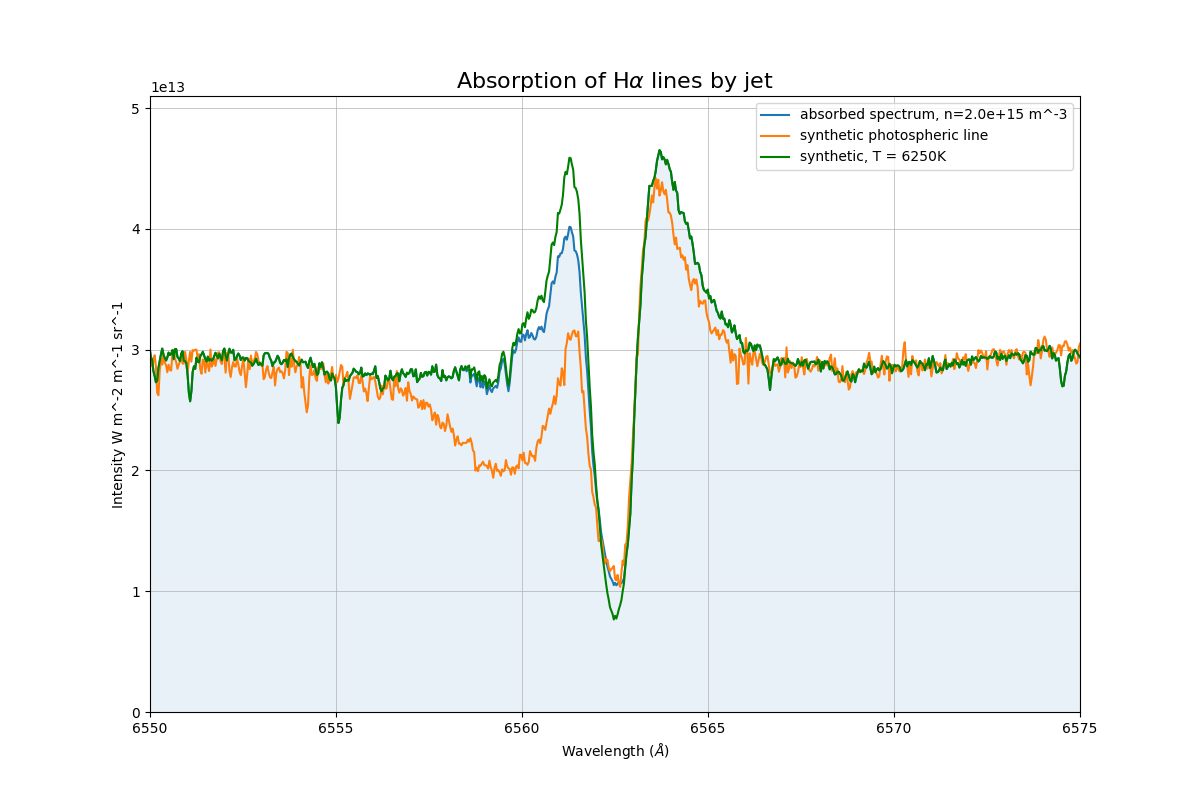 Absorption of Hα lines by jet
1e13
absorbed spectrum, n=2.0e+15 m^-3
synthetic photospheric line
synthetic, T = 6250K
5
4
3
2
1
0
Intensity W m^-2 m^-1 sr^-1
6550 6555 6560 6565 6570 6575
Wavelength (Å)